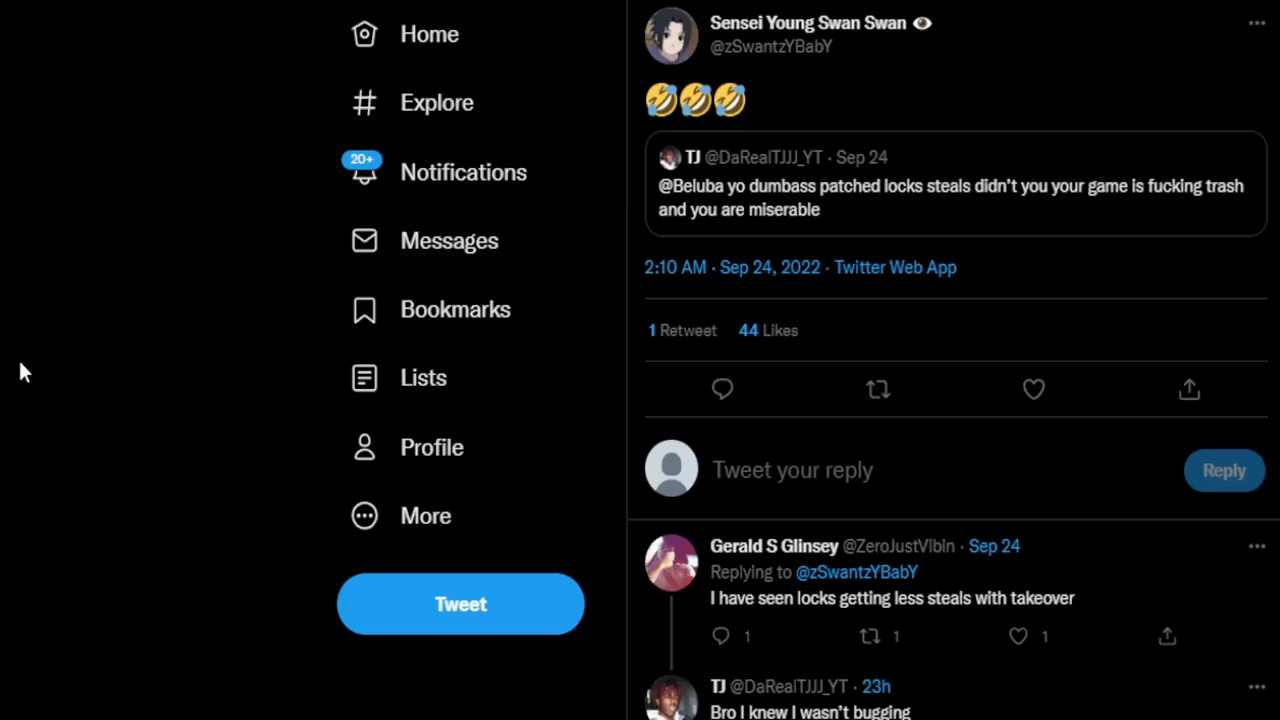 Home
Explore
20+
Notifications
Messages
Bookmarks
Lists
Profile
More
Tweet
Sensei Young Swan Swan 👁
@zSwantzYBabY
🤣🤣🤣
TJ @DaRealTJJJ_YT · Sep 24
@Beluba yo dumbass patched locks steals didn't you your game is fucking trash
and you are miserable
2:10 AM · Sep 24, 2022 · Twitter Web App
1 Retweet 44 Likes
Tweet your reply
Reply
Gerald S Glinsey @ZeroJustVibin · Sep 24
Replying to @zSwantzYBabY
I have seen locks getting less steals with takeover
1 1 1
TJ @DaRealTJJJ_YT · 23h
Bro I knew I wasn't bugging